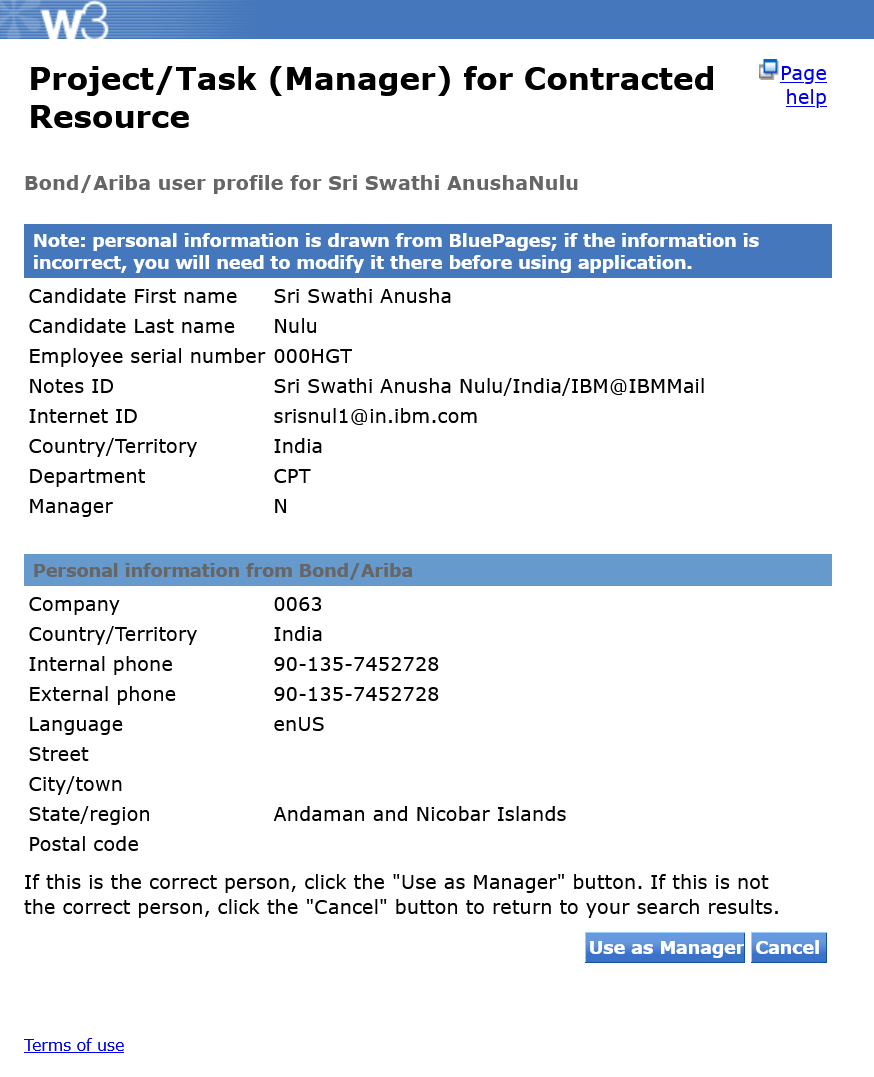 w3
Project/Task (Manager) for Contracted
Resource
Page
help
Bond/Ariba user profile for Sri Swathi AnushaNulu
Note: personal information is drawn from BluePages; if the information is
incorrect, you will need to modify it there before using application.
Candidate First name Sri Swathi Anusha
Candidate Last name Nulu
Employee serial number 000HGT
Notes ID Sri Swathi Anusha Nulu/India/IBM@IBMMail
Internet ID srisnul1@in.ibm.com
Country/Territory India
Department CPT
Manager N
Personal information from Bond/Ariba
Company 0063
Country/Territory India
Internal phone 90-135-7452728
External phone 90-135-7452728
Language enUS
Street
City/town
State/region Andaman and Nicobar Islands
Postal code
If this is the correct person, click the "Use as Manager" button. If this is not
the correct person, click the "Cancel" button to return to your search results.
Use as Manager Cancel
Terms of use